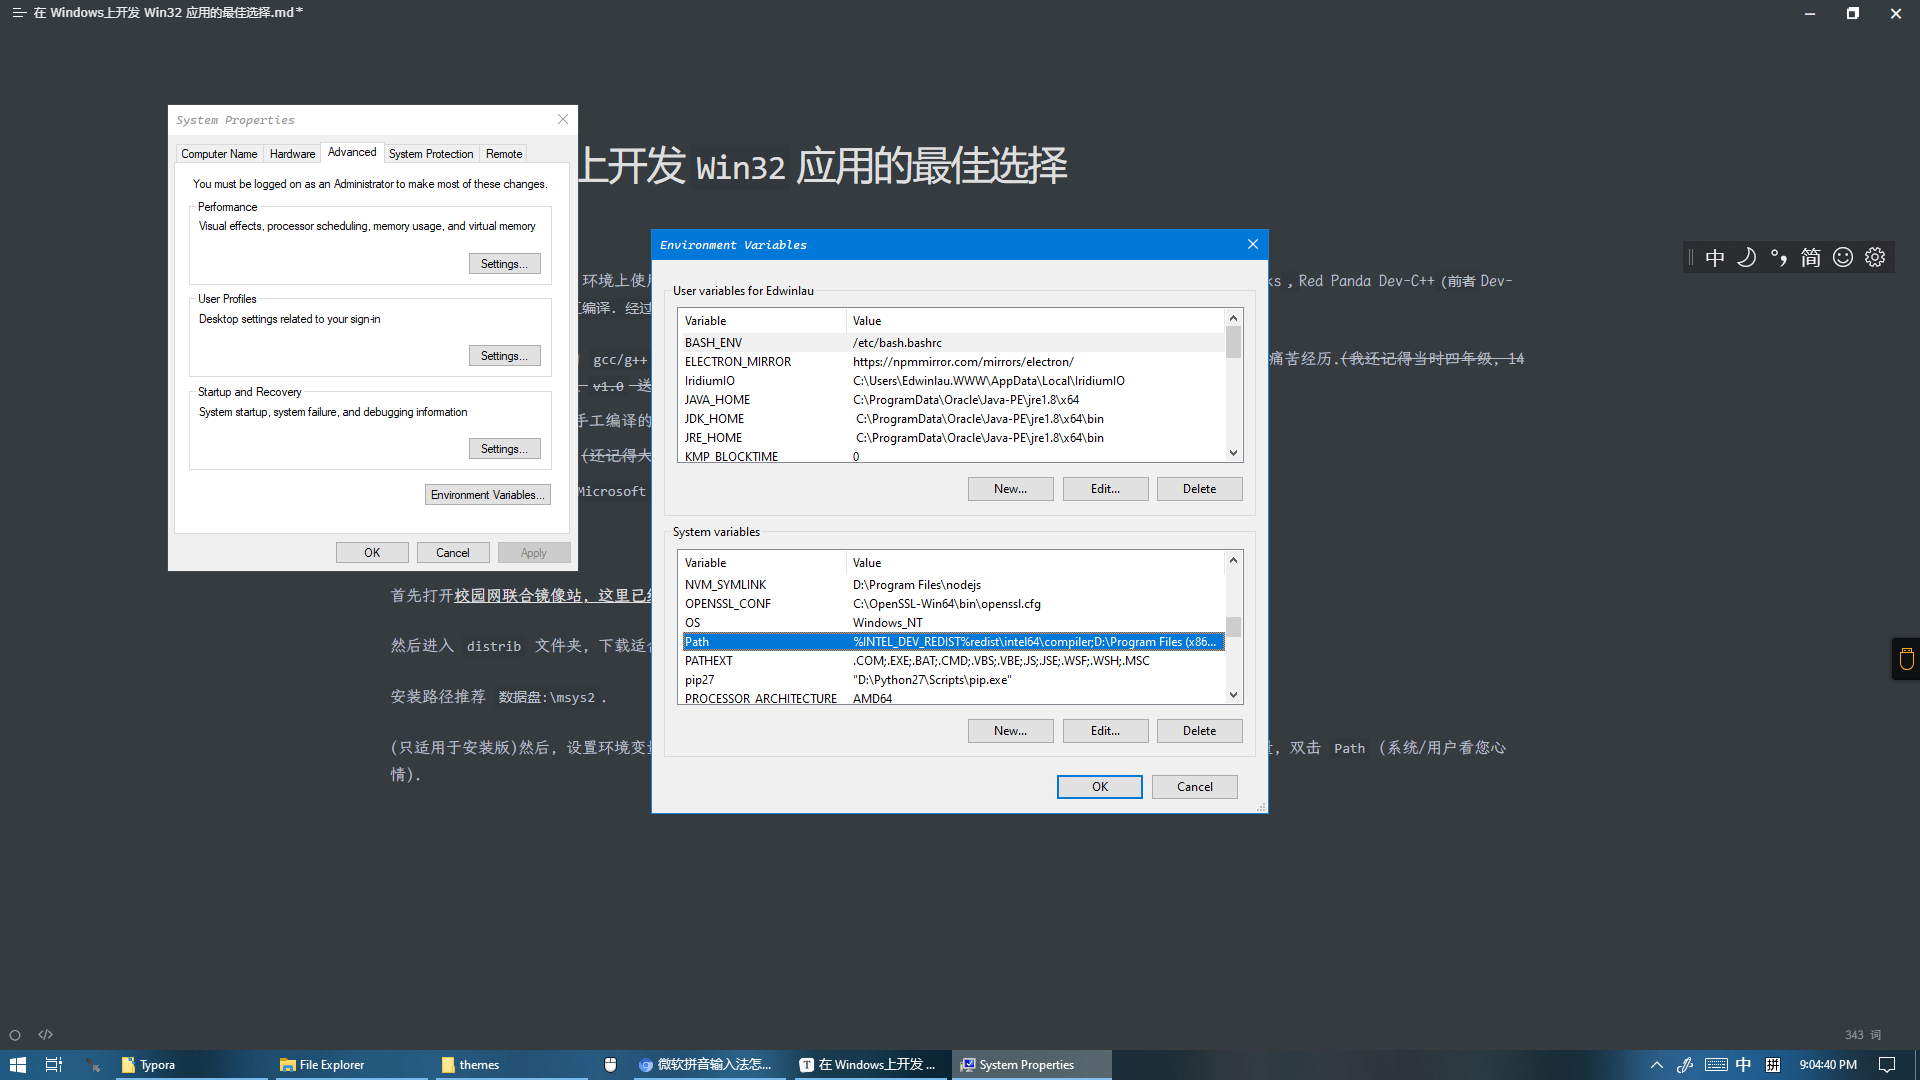 在 Windows上开发 Win32 应用的最佳选择.md*
上开发 Win32 应用的最佳选择
System Properties
Computer Name
Hardware
Advanced
System Protection
Remote
You must be logged on as an Administrator to make most of these changes.
Performance
Visual effects, processor scheduling, memory usage, and virtual memory
Settings...
User Profiles
Desktop settings related to your sign-in
Settings...
Startup and Recovery
System startup, system failure, and debugging information
Settings...
Environment Variables...
OK
Cancel
Apply
环境上使
ks , Red Panda Dev-C++ (前者 Dev-
编译. 经过
gcc/g++
痛苦经历.(我还记得当时四年级, 14
v1.0 送
手工编译的
(还记得大
Microsoft
Environment Variables
User variables for Edwinlau
Variable Value
BASH_ENV /etc/bash.bashrc
ELECTRON_MIRROR https://npmmirror.com/mirrors/electron/
IridiumIO C:\Users\Edwinlau.WWW\AppData\Local\IridiumIO
JAVA_HOME C:\ProgramData\Oracle\Java-PE\jre1.8\x64
JDK_HOME C:\ProgramData\Oracle\Java-PE\jre1.8\x64\bin
JRE_HOME C:\ProgramData\Oracle\Java-PE\jre1.8\x64\bin
KMP_BLOCKTIME 0
New...
Edit...
Delete
System variables
Variable Value
NVM_SYMLINK D:\Program Files\nodejs
OPENSSL_CONF C:\OpenSSL-Win64\bin\openssl.cfg
OS Windows_NT
Path %INTEL_DEV_REDIST%redist\intel64\compiler;D:\Program Files (x86...
PATHEXT .COM;.EXE;.BAT;.CMD;.VBS;.VBE;.JS;.JSE;.WSF;.WSH;.MSC
pip27 "D:\Python27\Scripts\pip.exe"
PROCESSOR_ARCHITECTURE AMD64
New...
Edit...
Delete
OK
Cancel
首先打开校园网联合镜像站, 这里已
然后进入 distrib 文件夹, 下载适
安装路径推荐 数据盘:\msys2 .
(只适用于安装版)然后, 设置环境变
, 双击 Path (系统/用户看您心
情).
中 简
343 词
Typora
File Explorer
themes
微软拼音输入法怎...
在 Windows上开发 ...
System Properties
中 拼
9:04:40 PM